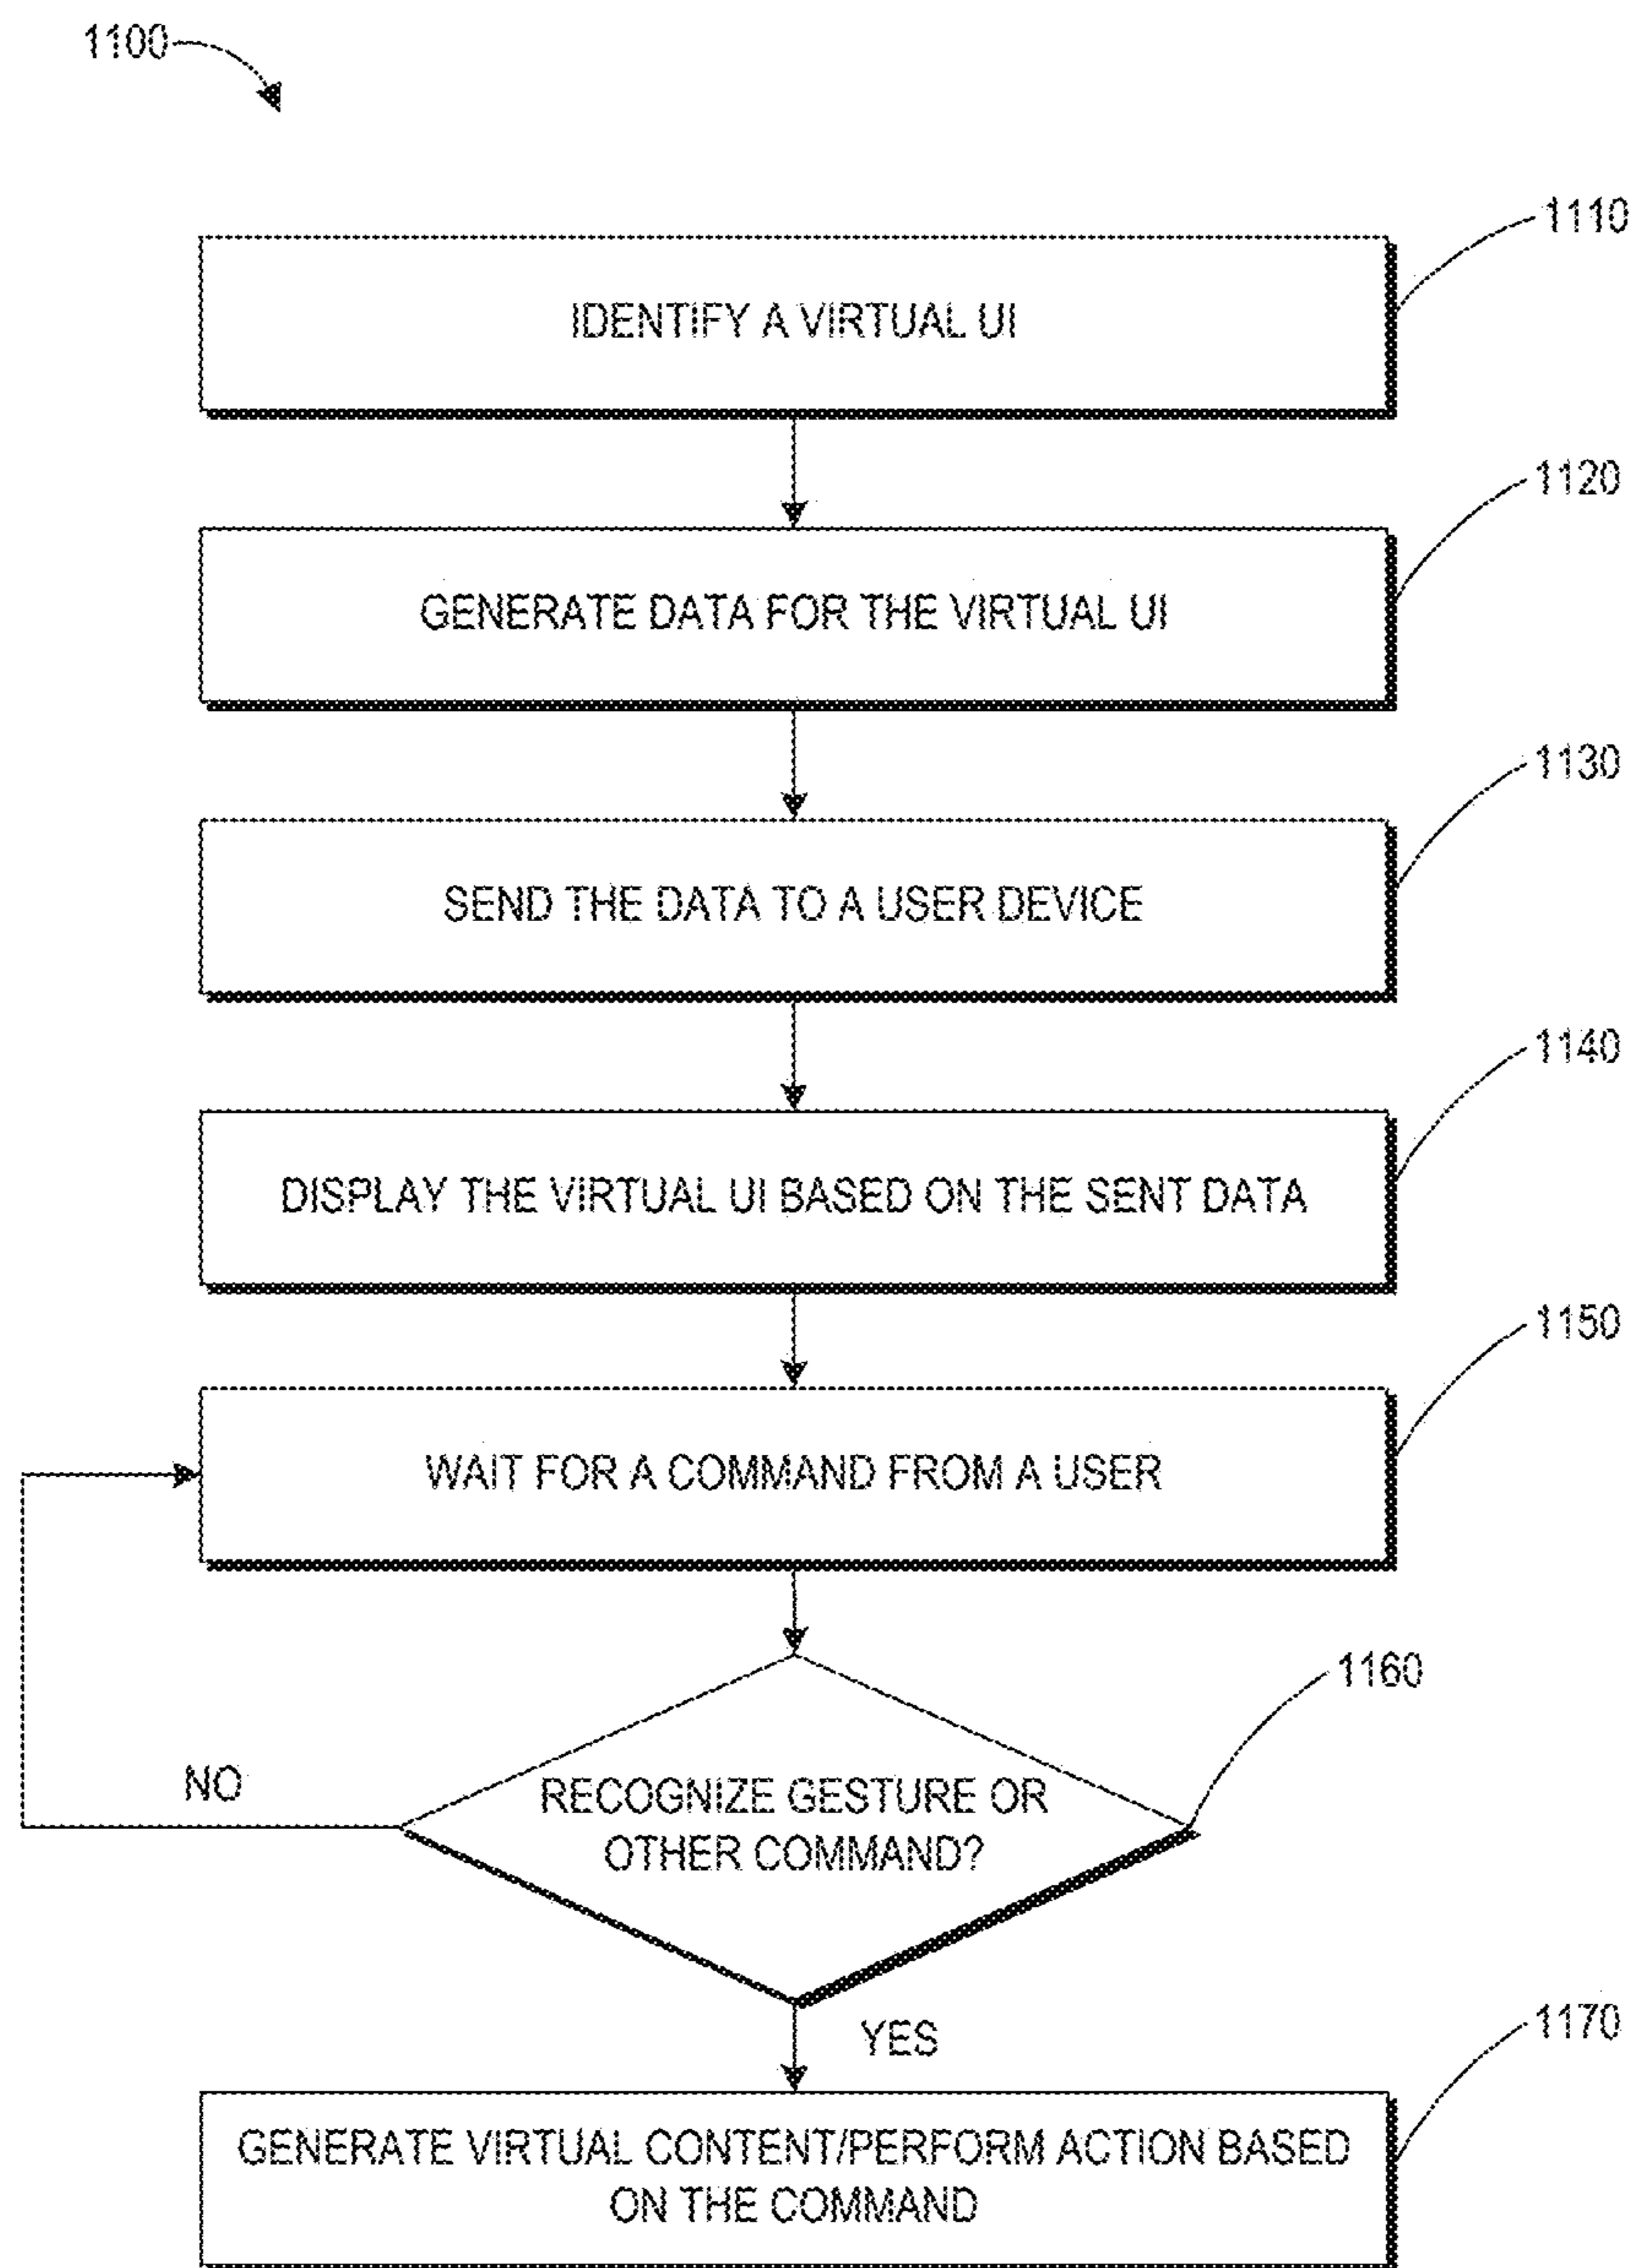 1100
1110
IDENTIFY A VIRTUAL UI
1120
GENERATE DATA FOR THE VIRTUAL UI
1130
SEND THE DATA TO A USER DEVICE
1140
DISPLAY THE VIRTUAL UI BASED ON THE SENT DATA
1150
WAIT FOR A COMMAND FROM A USER
1160
NO
RECOGNIZE GESTURE OR
OTHER COMMAND?
YES
1170
GENERATE VIRTUAL CONTENT/PERFORM ACTION BASED
ON THE COMMAND